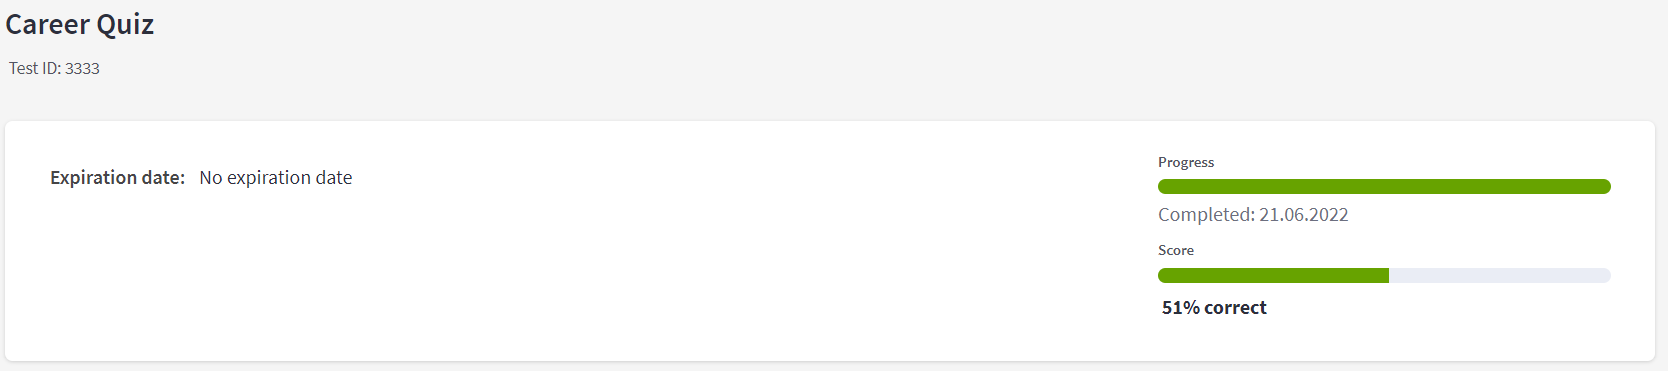 Career Quiz
Test ID: 3333
Expiration date: No expiration date
Progress
Completed: 21.06.2022
Score
51% correct